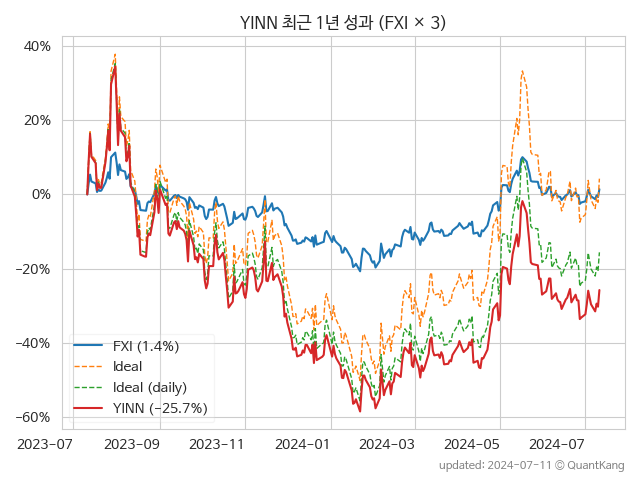 YINN 최근 1년 성과 (FXI × 3)
40%
20%
0%
−20%
−40%
−60%
FXI (1.4%)
Ideal
Ideal (daily)
YINN (−25.7%)
2023-07 2023-09 2023-11 2024-01 2024-03 2024-05 2024-07
updated: 2024-07-11 © QuantKang